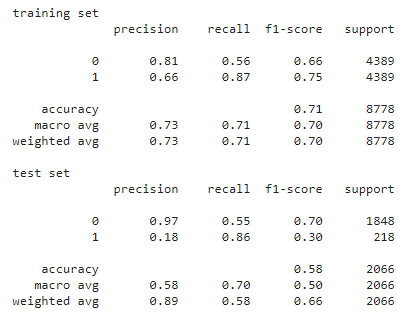 training set
precision recall f1-score support
0 0.81 0.56 0.66 4389
1 0.66 0.87 0.75 4389
accuracy 0.71 8778
macro avg 0.73 0.71 0.70 8778
weighted avg 0.73 0.71 0.70 8778
test set
precision recall f1-score support
0 0.97 0.55 0.70 1848
1 0.18 0.86 0.30 218
accuracy 0.58 2066
macro avg 0.58 0.70 0.50 2066
weighted avg 0.89 0.58 0.66 2066